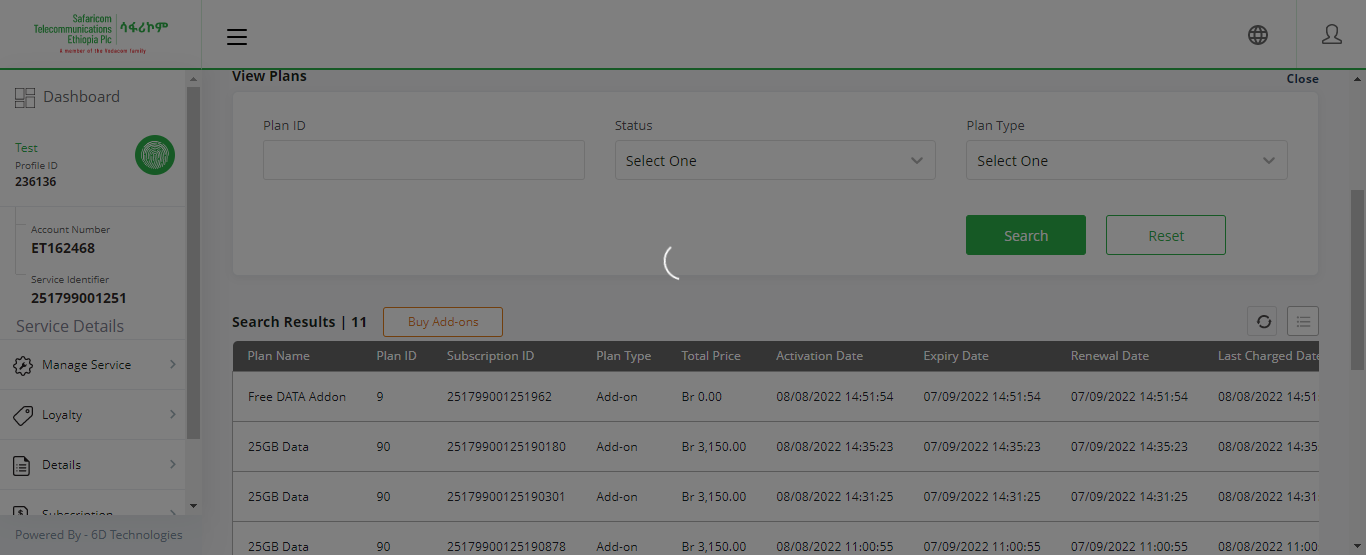 Safaricom
Telecommunications
Ethiopia Plc
ሳፋሪኮም
A member of the Vodacom family
View Plans
Close
Dashboard
Test
Profile ID
236136
Account Number
ET162468
Service Identifier
251799001251
Service Details
Manage Service
Loyalty
Details
Subscription
Powered By - 6D Technologies
Plan ID
Status
Plan Type
Select One
Select One
Search
Reset
Search Results | 11
Buy Add-ons
Plan Name Plan ID Subscription ID Plan Type Total Price Activation Date Expiry Date Renewal Date Last Charged Date
Free DATA Addon 9 251799001251962 Add-on Br 0.00 08/08/2022 14:51:54 07/09/2022 14:51:54 07/09/2022 14:51:54 08/08/2022 14:51
25GB Data 90 25179900125190180 Add-on Br 3,150.00 08/08/2022 14:35:23 07/09/2022 14:35:23 07/09/2022 14:35:23 08/08/2022 14:35
25GB Data 90 25179900125190301 Add-on Br 3,150.00 08/08/2022 14:31:25 07/09/2022 14:31:25 07/09/2022 14:31:25 08/08/2022 14:31
25GB Data 90 25179900125190878 Add-on Br 3,150.00 08/08/2022 11:00:55 07/09/2022 11:00:55 07/09/2022 11:00:55 08/08/2022 11:00